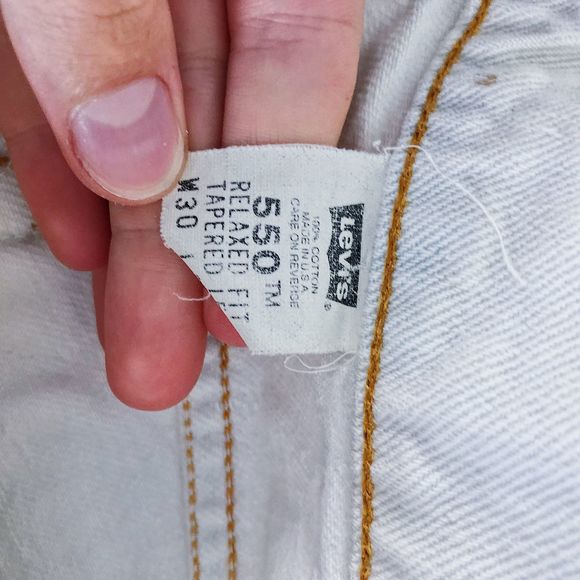 Levi's®
100% COTTON
MADE IN U.S.A.
CARE ON REVERSE
550™
RELAXED FIT
TAPERED
W30